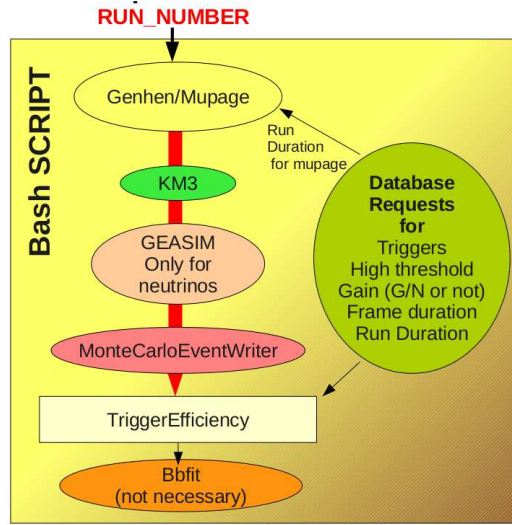 RUN_NUMBER
Bash SCRIPT
Genhen/Mupage
Run
Duration
for mupage
KM3
GEASIM
Only for
neutrinos
MonteCarloEventWriter
Database
Requests
for
Triggers
High threshold
Gain (G/N or not)
Frame duration
Run Duration
TriggerEfficiency
Bbfit
(not necessary)